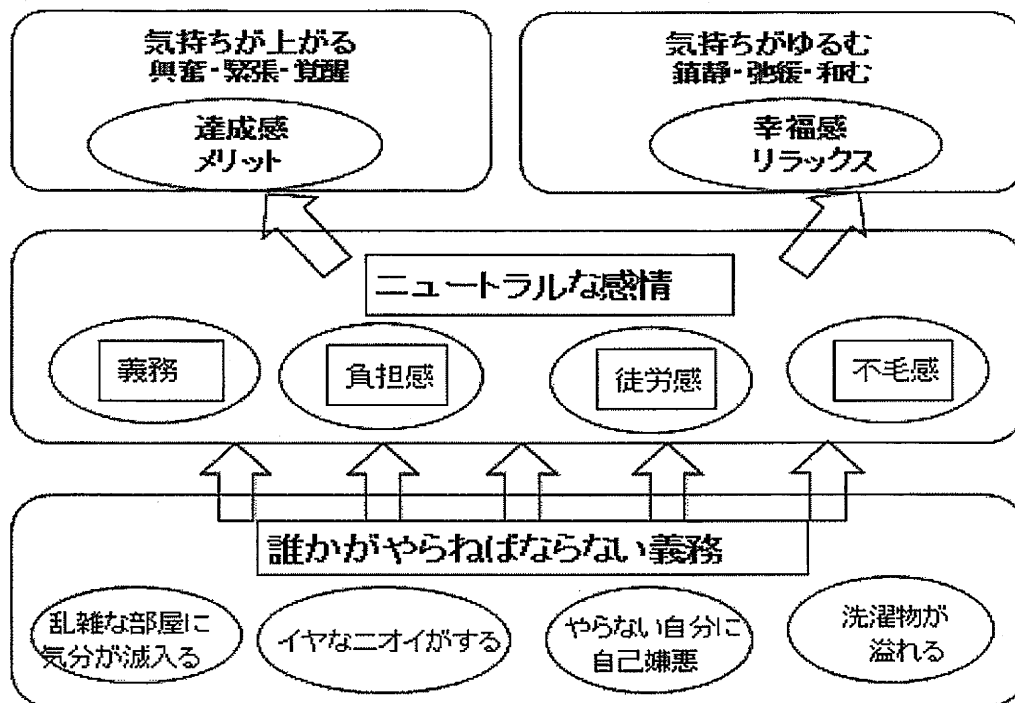 気持ちが上がる
興奮・緊張・覚醒
達成感
メリット
気持ちがゆるむ
鎮静・弛緩・和む
幸福感
リラックス
ニュートラルな感情
義務
負担感
徒労感
不毛感
誰かがやらねばならない義務
乱雑な部屋に
気分が滅入る
イヤなニオイがする
やらない自分に
自己嫌悪
洗濯物が
溢れる